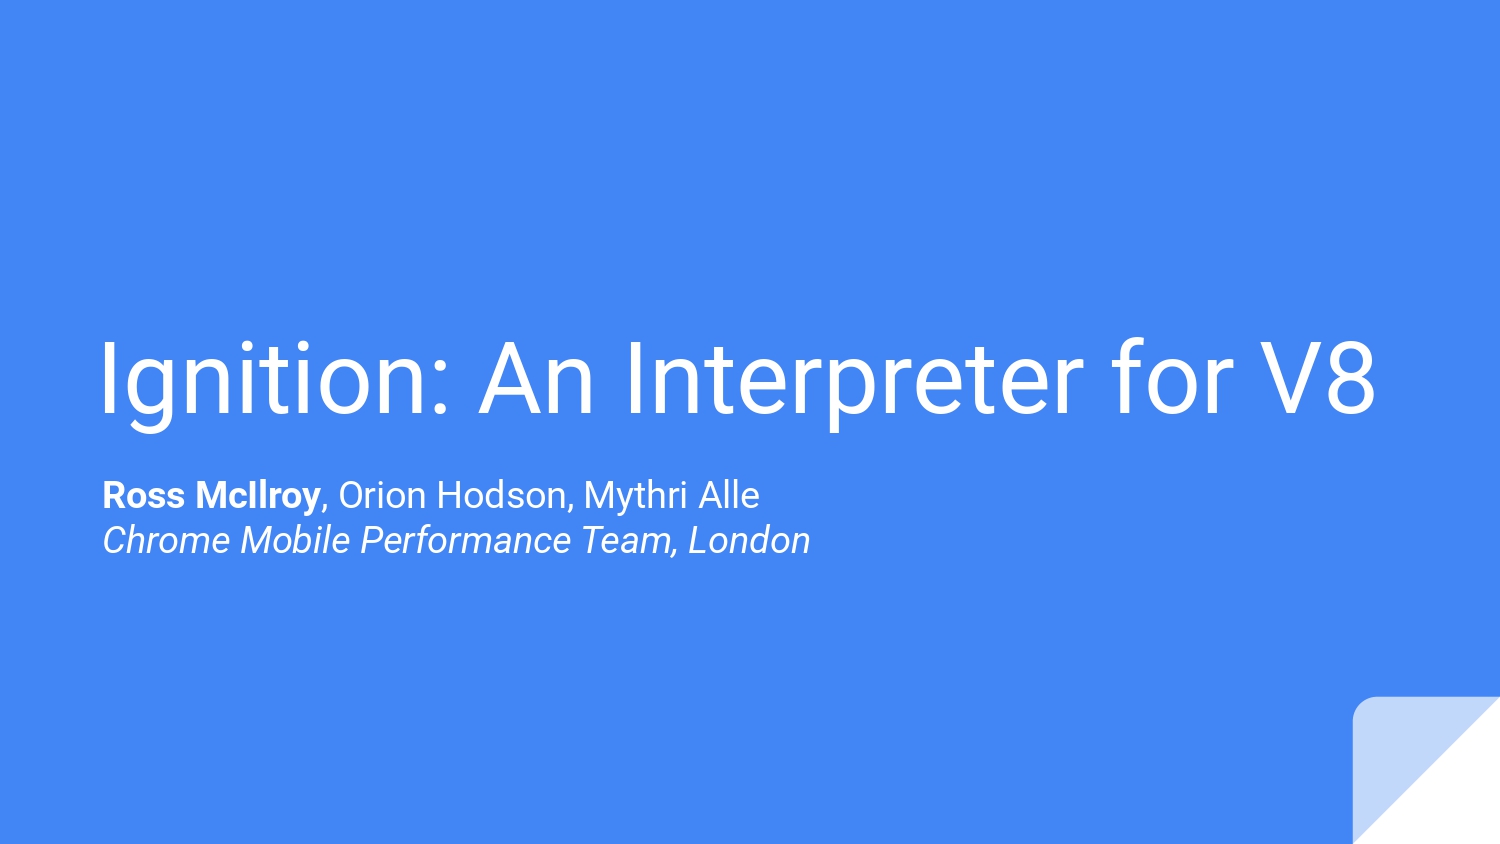 Ignition: An Interpreter for V8
Ross McIlroy, Orion Hodson, Mythri Alle
Chrome Mobile Performance Team, London